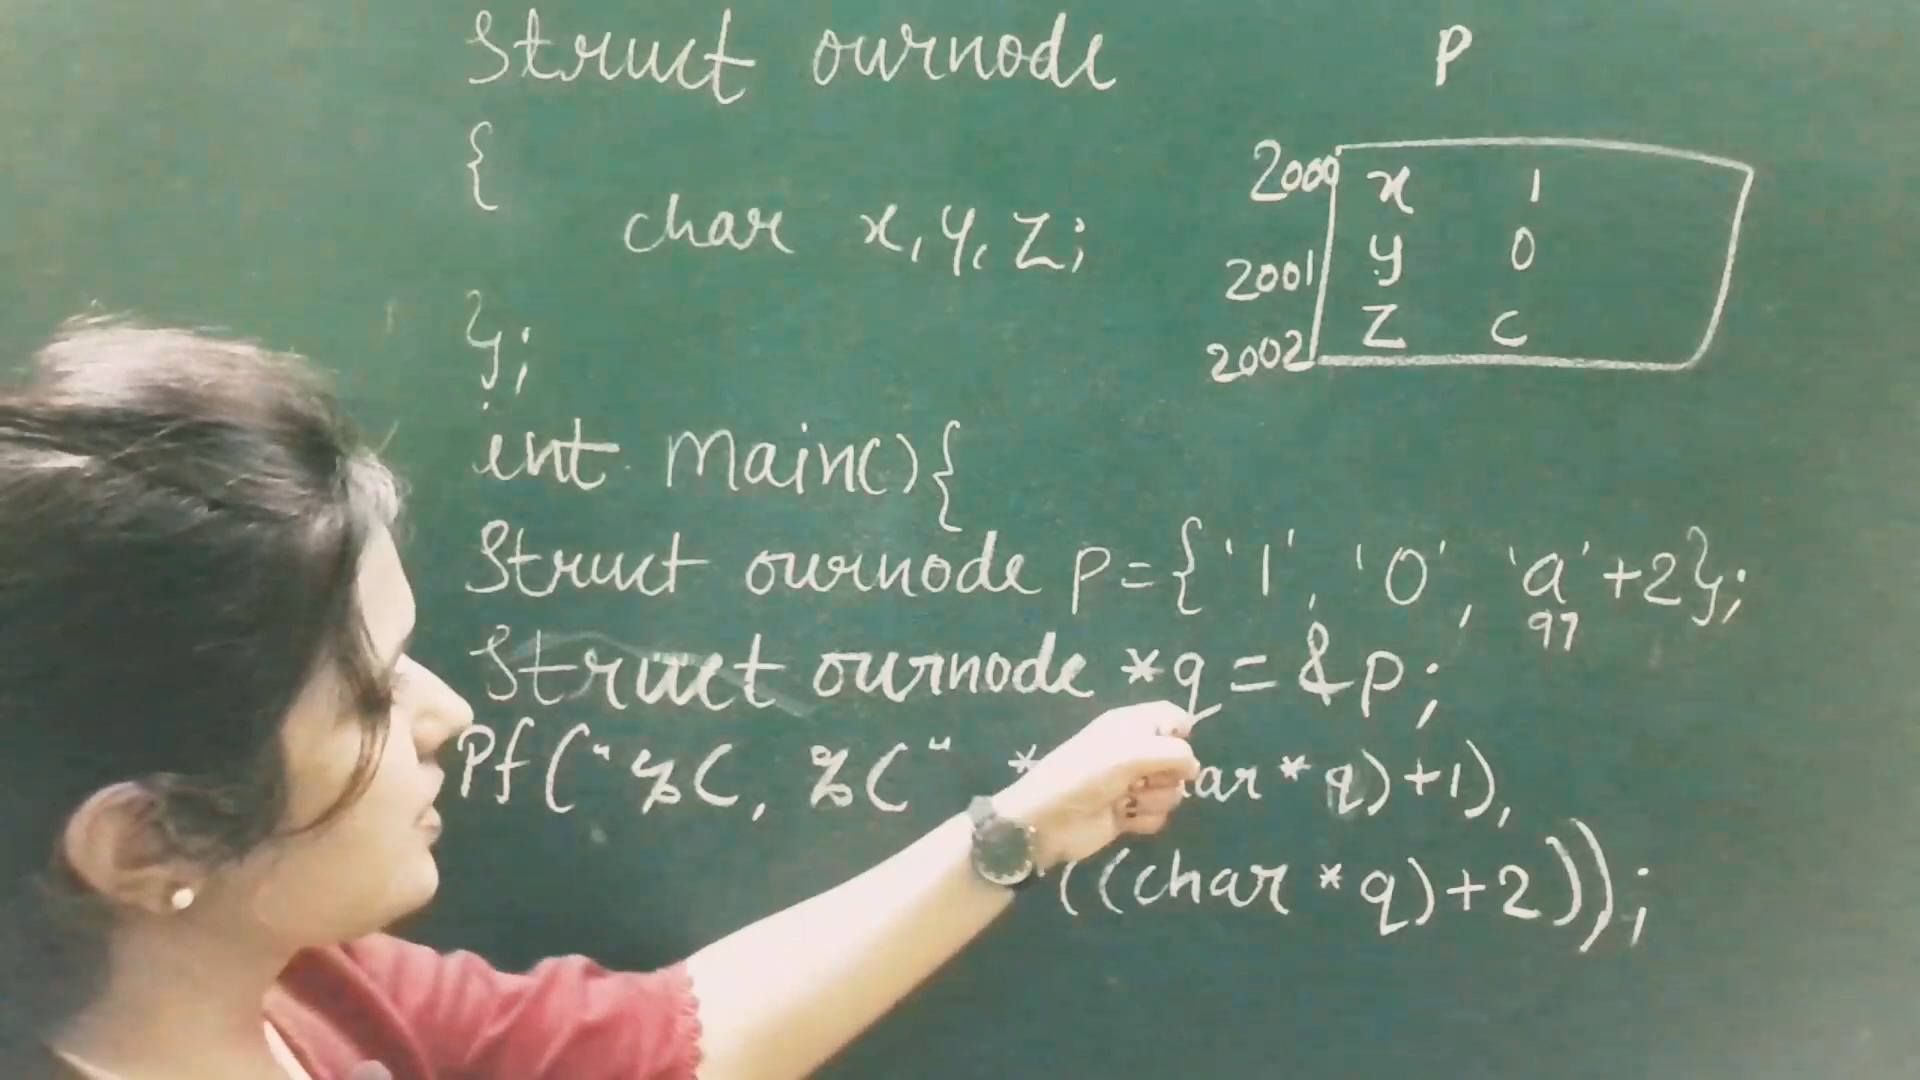 Struct ournode
{
char x, y, z;
};
int main(){
Struct ournode p={'1', '0', 'a'+2};
97
Struct ournode *q = &p;
Pf("%c, %c" * ar *q)+1),
((char *q)+2));
P
2000 x 1
2001 y 0
2002 z c